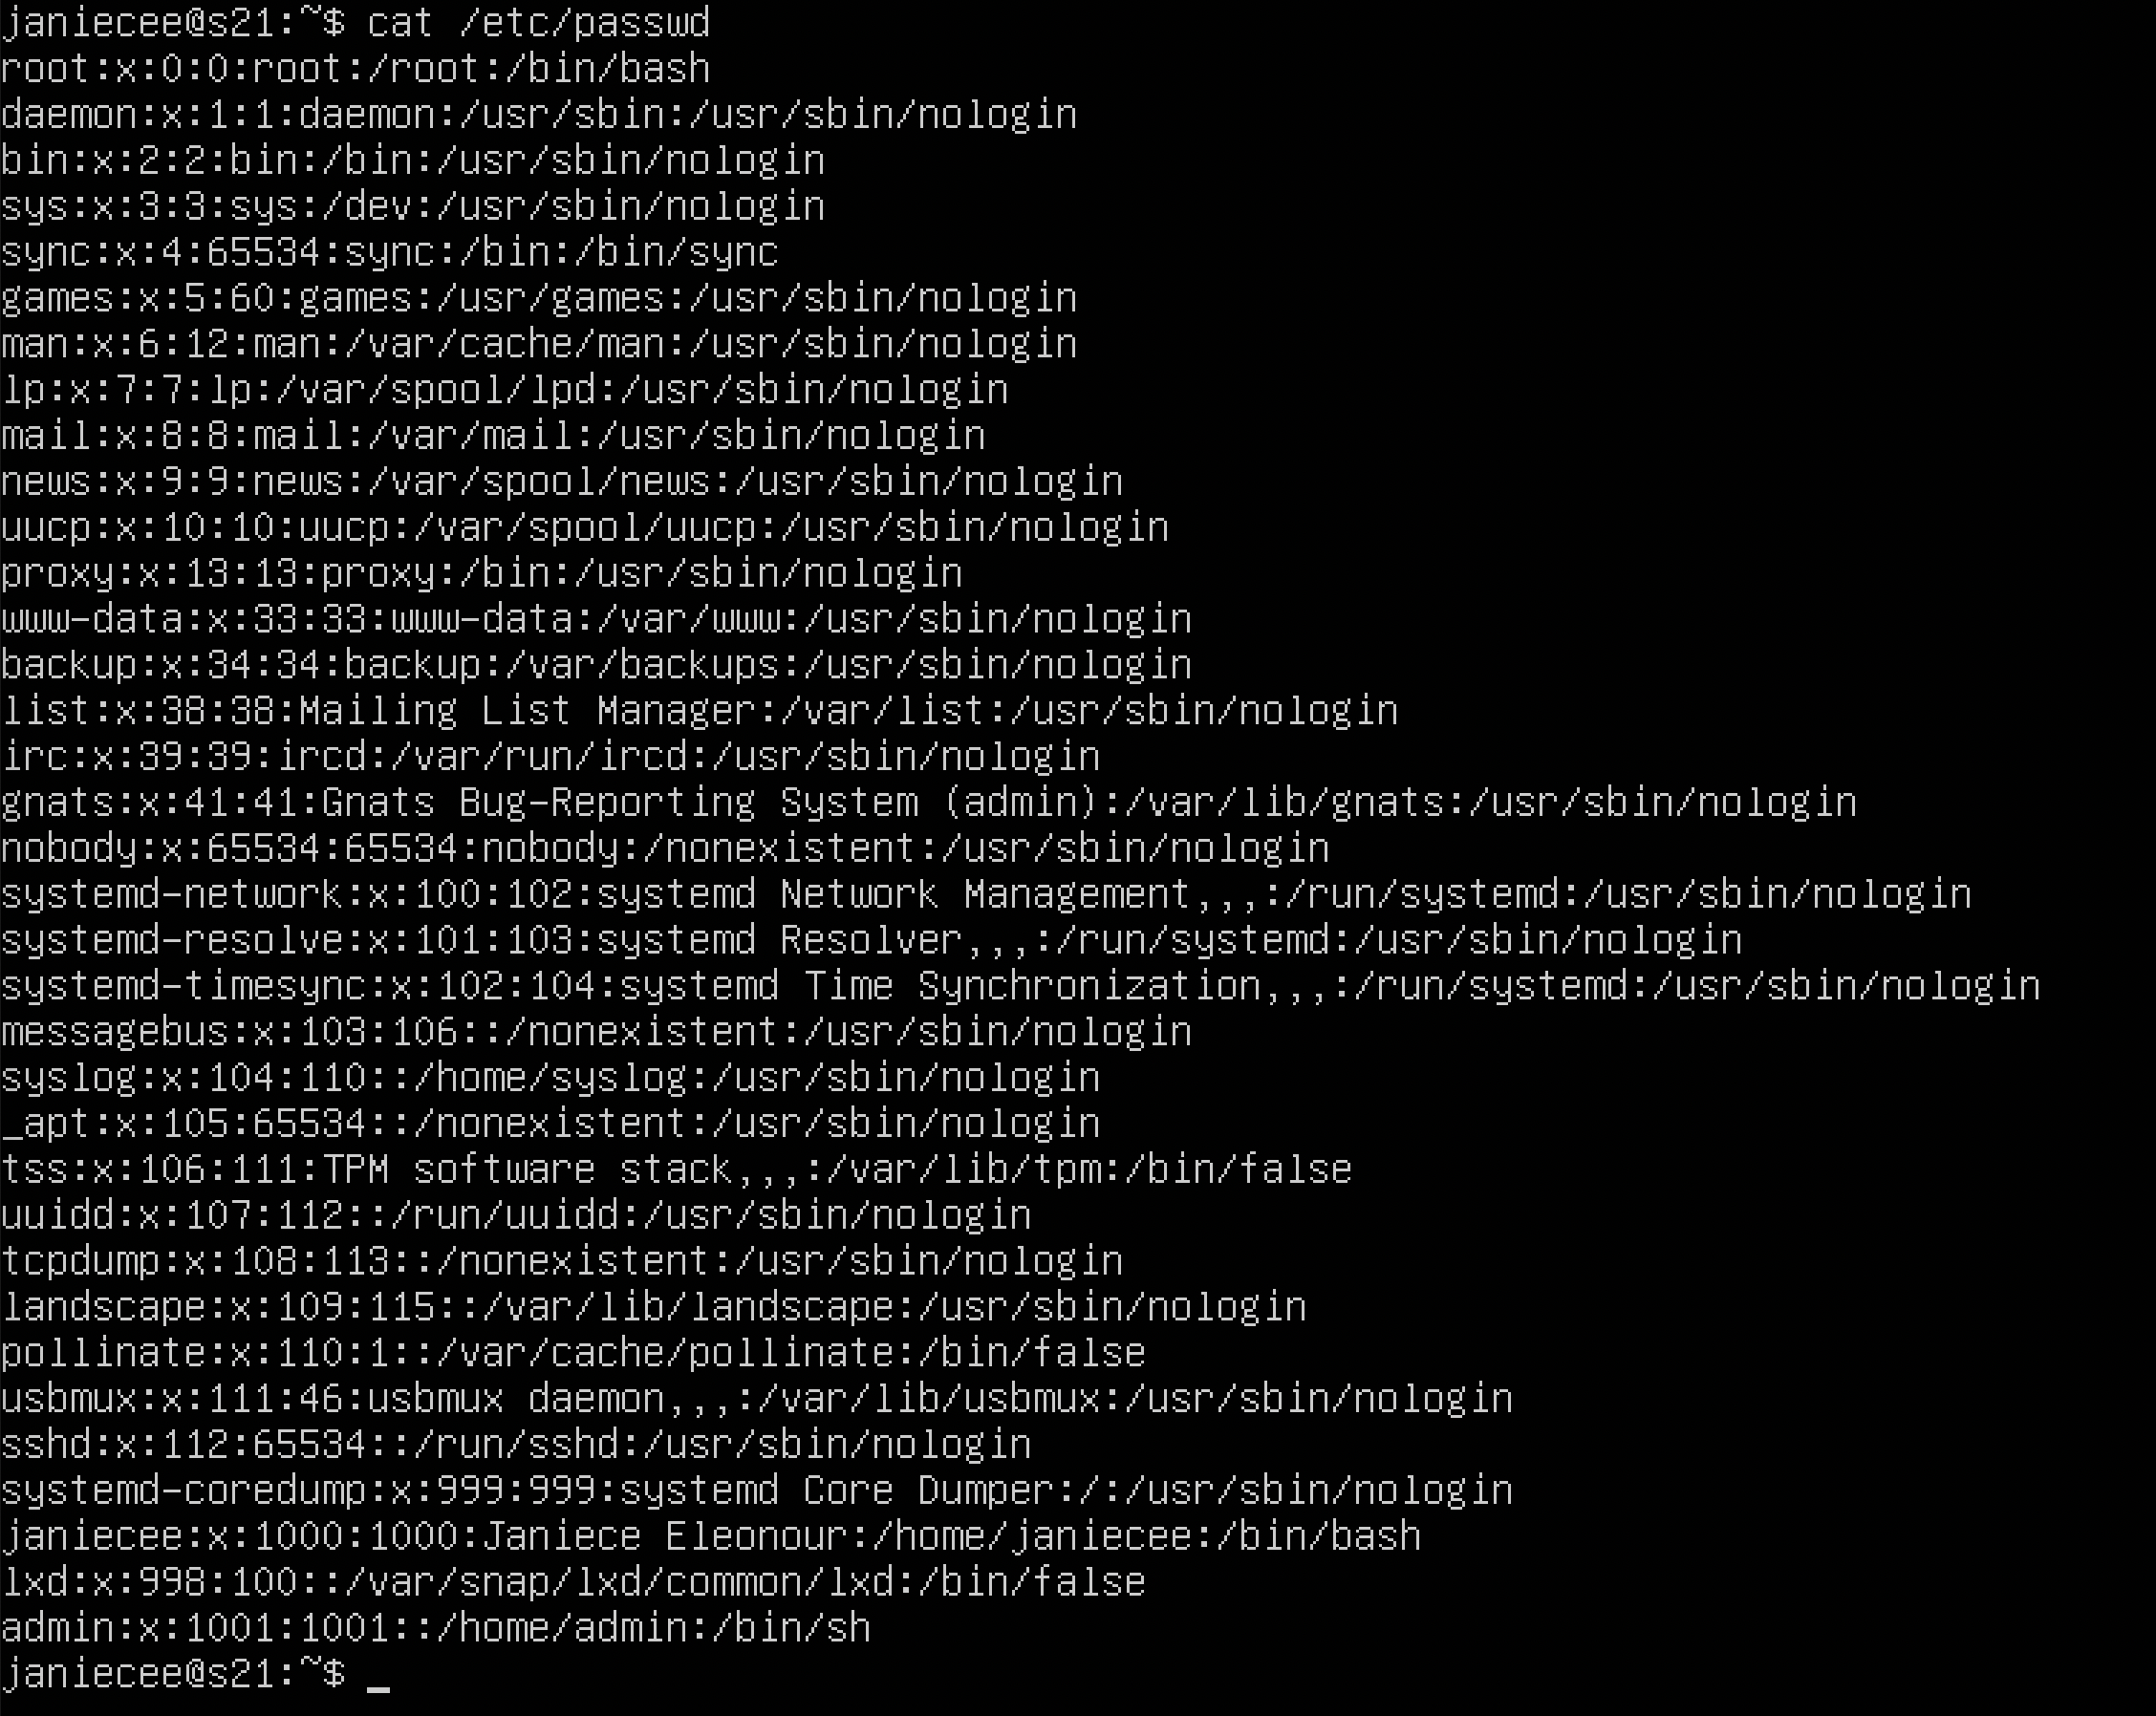 janiecee@s21:~$ cat /etc/passwd
root:x:0:0:root:/root:/bin/bash
daemon:x:1:1:daemon:/usr/sbin:/usr/sbin/nologin
bin:x:2:2:bin:/bin:/usr/sbin/nologin
sys:x:3:3:sys:/dev:/usr/sbin/nologin
sync:x:4:65534:sync:/bin:/bin/sync
games:x:5:60:games:/usr/games:/usr/sbin/nologin
man:x:6:12:man:/var/cache/man:/usr/sbin/nologin
lp:x:7:7:lp:/var/spool/lpd:/usr/sbin/nologin
mail:x:8:8:mail:/var/mail:/usr/sbin/nologin
news:x:9:9:news:/var/spool/news:/usr/sbin/nologin
uucp:x:10:10:uucp:/var/spool/uucp:/usr/sbin/nologin
proxy:x:13:13:proxy:/bin:/usr/sbin/nologin
www-data:x:33:33:www-data:/var/www:/usr/sbin/nologin
backup:x:34:34:backup:/var/backups:/usr/sbin/nologin
list:x:38:38:Mailing List Manager:/var/list:/usr/sbin/nologin
irc:x:39:39:ircd:/var/run/ircd:/usr/sbin/nologin
gnats:x:41:41:Gnats Bug-Reporting System (admin):/var/lib/gnats:/usr/sbin/nologin
nobody:x:65534:65534:nobody:/nonexistent:/usr/sbin/nologin
systemd-network:x:100:102:systemd Network Management,,,:/run/systemd:/usr/sbin/nologin
systemd-resolve:x:101:103:systemd Resolver,,,:/run/systemd:/usr/sbin/nologin
systemd-timesync:x:102:104:systemd Time Synchronization,,,:/run/systemd:/usr/sbin/nologin
messagebus:x:103:106::/nonexistent:/usr/sbin/nologin
syslog:x:104:110::/home/syslog:/usr/sbin/nologin
_apt:x:105:65534::/nonexistent:/usr/sbin/nologin
tss:x:106:111:TPM software stack,,,:/var/lib/tpm:/bin/false
uuidd:x:107:112::/run/uuidd:/usr/sbin/nologin
tcpdump:x:108:113::/nonexistent:/usr/sbin/nologin
landscape:x:109:115::/var/lib/landscape:/usr/sbin/nologin
pollinate:x:110:1::/var/cache/pollinate:/bin/false
usbmux:x:111:46:usbmux daemon,,,:/var/lib/usbmux:/usr/sbin/nologin
sshd:x:112:65534::/run/sshd:/usr/sbin/nologin
systemd-coredump:x:999:999:systemd Core Dumper:/:/usr/sbin/nologin
janiecee:x:1000:1000:Janiece Eleonour:/home/janiecee:/bin/bash
lxd:x:998:100::/var/snap/lxd/common/lxd:/bin/false
admin:x:1001:1001::/home/admin:/bin/sh
janiecee@s21:~$ _